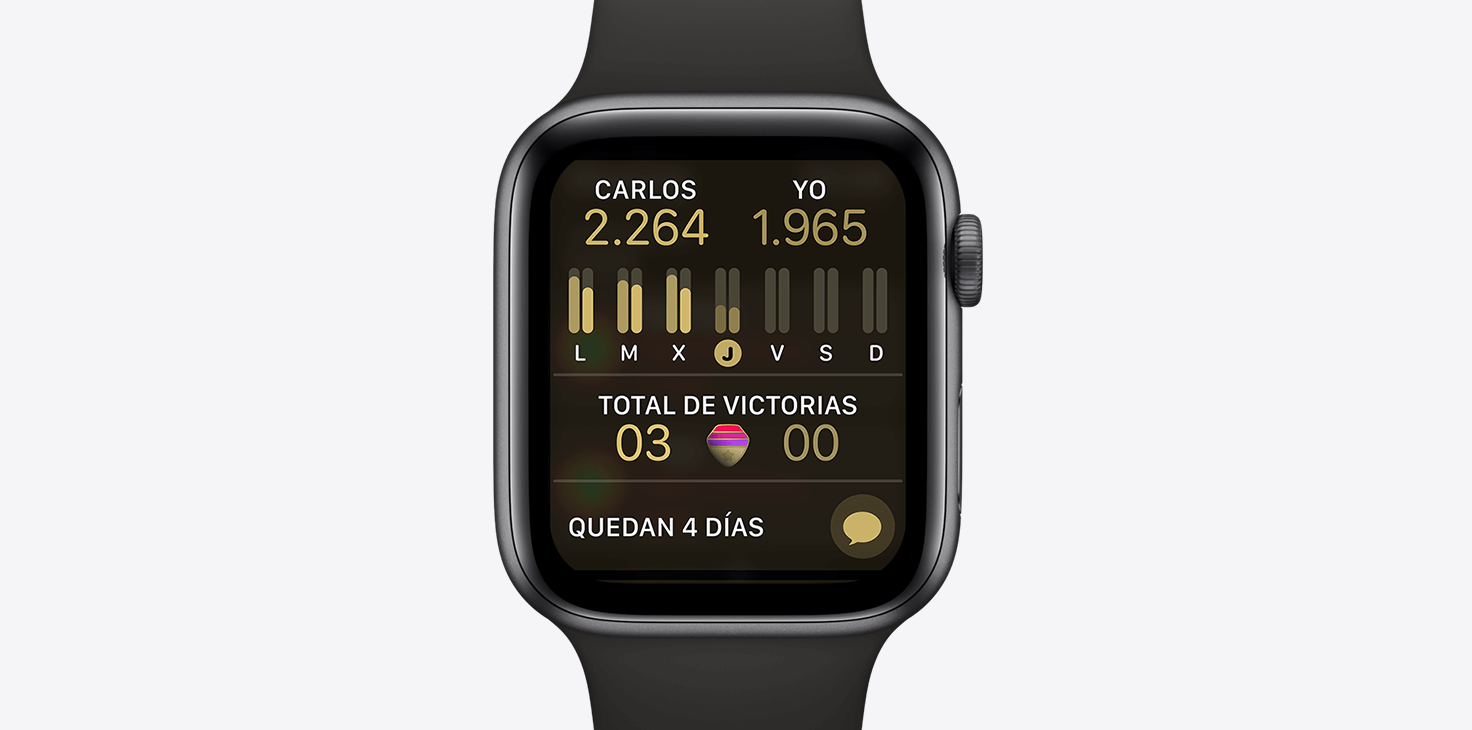 CARLOS YO
2.264 1.965
L M X J V S D
TOTAL DE VICTORIAS
03 00
QUEDAN 4 DÍAS